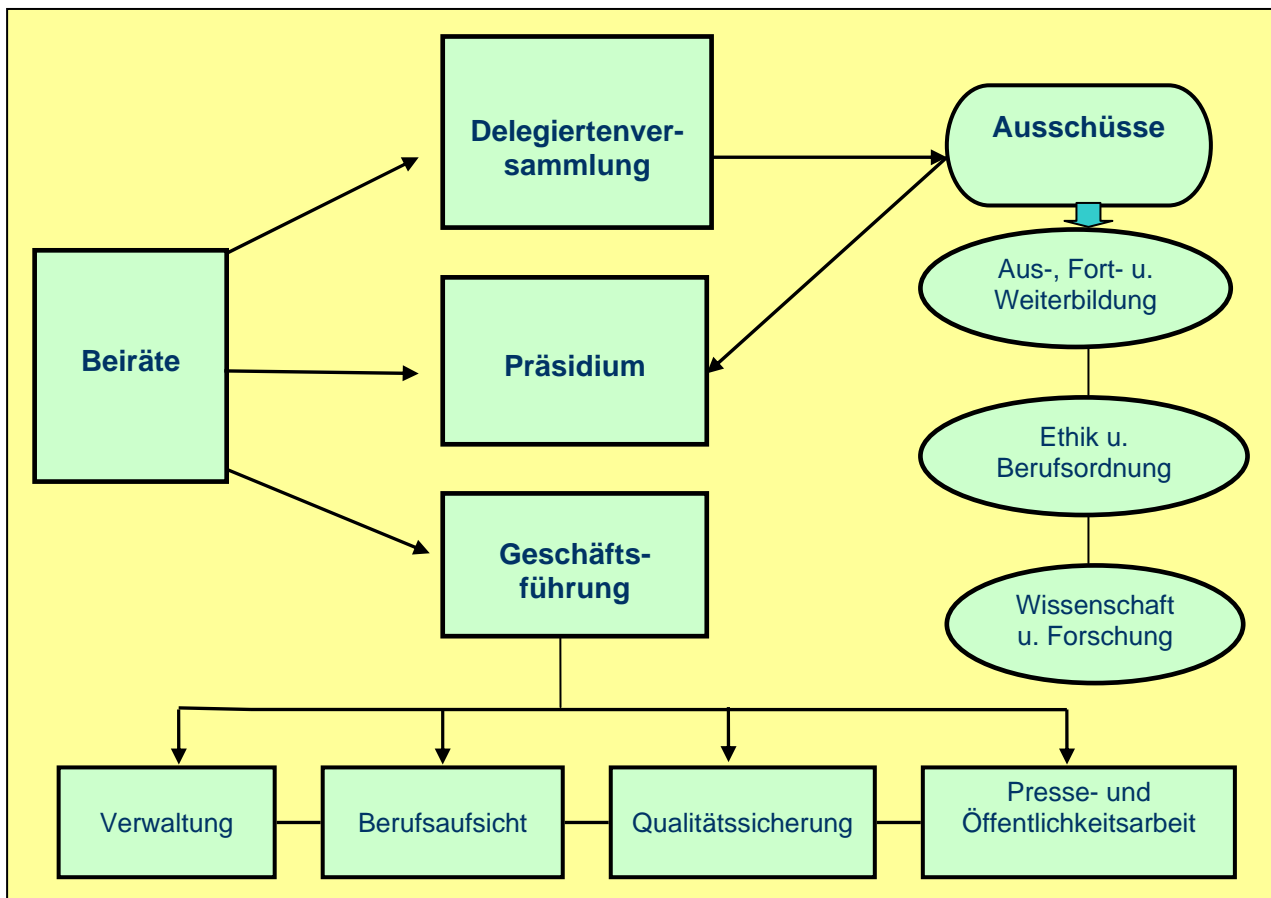 Delegiertenver-
sammlung
Ausschüsse
Aus-, Fort- u.
Weiterbildung
Beiräte
Präsidium
Ethik u.
Berufsordnung
Geschäfts-
führung
Wissenschaft
u. Forschung
Verwaltung
Berufsaufsicht
Qualitätssicherung
Presse- und
Öffentlichkeitsarbeit